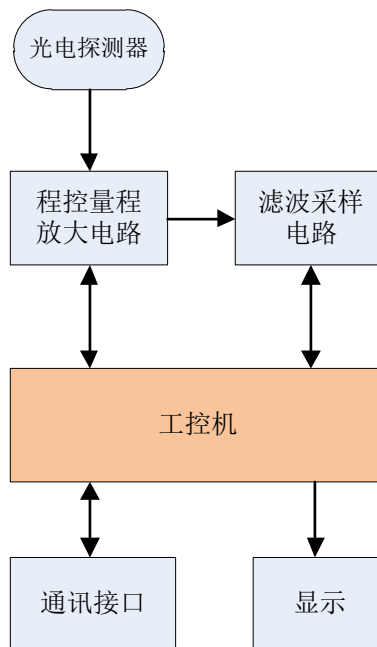 光电探测器
程控量程
放大电路
滤波采样
电路
工控机
通讯接口
显示